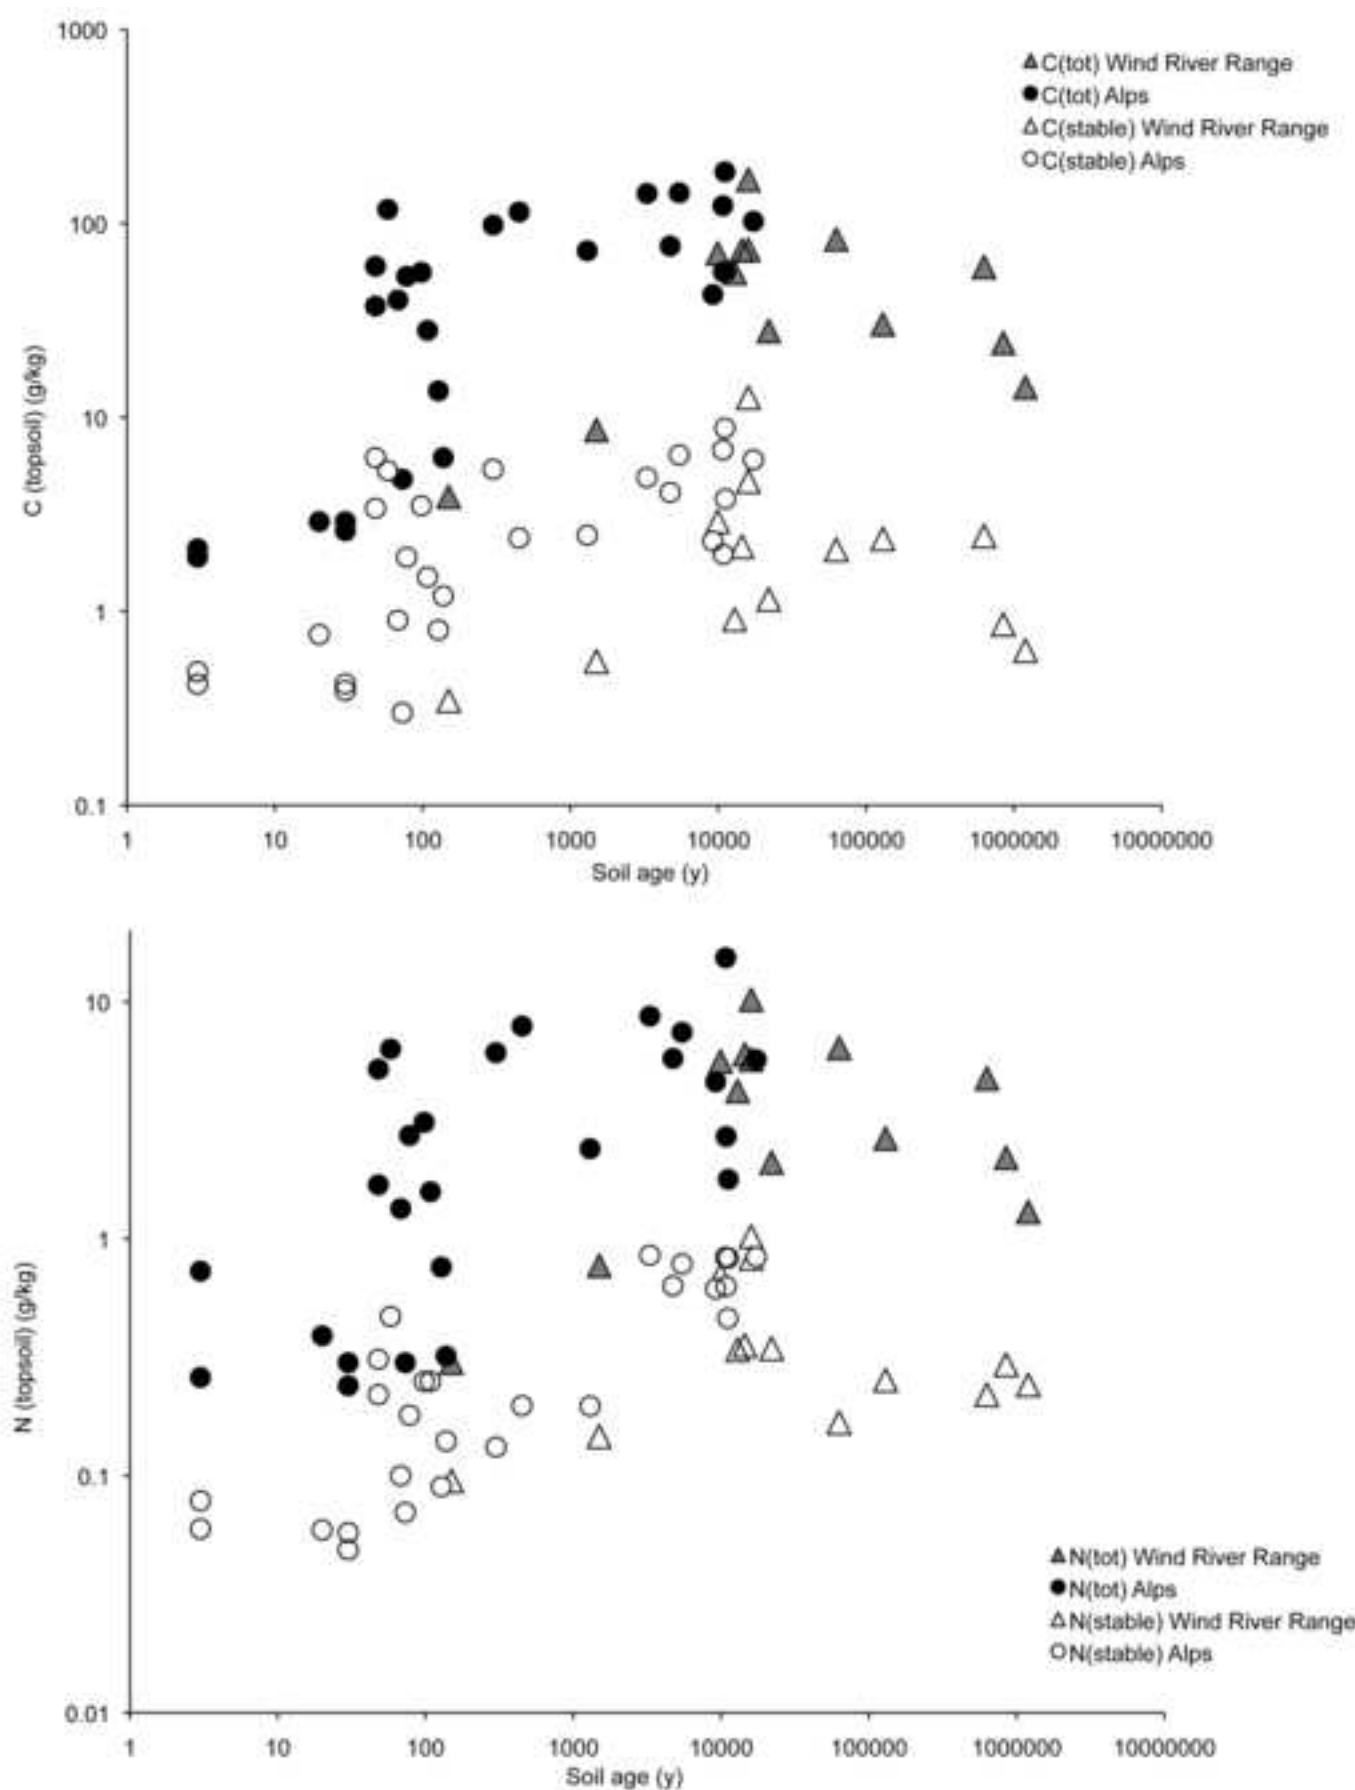 1000
C(tot) Wind River Range
C(tot) Alps
C(stable) Wind River Range
C(stable) Alps
100
10
1
0.1
C (topsoil) (g/kg)
1 10 100 1000 10000 100000 1000000 10000000
Soil age (y)
10
1
0.1
0.01
N (topsoil) (g/kg)
N(tot) Wind River Range
N(tot) Alps
N(stable) Wind River Range
N(stable) Alps
1 10 100 1000 10000 100000 1000000 10000000
Soil age (y)